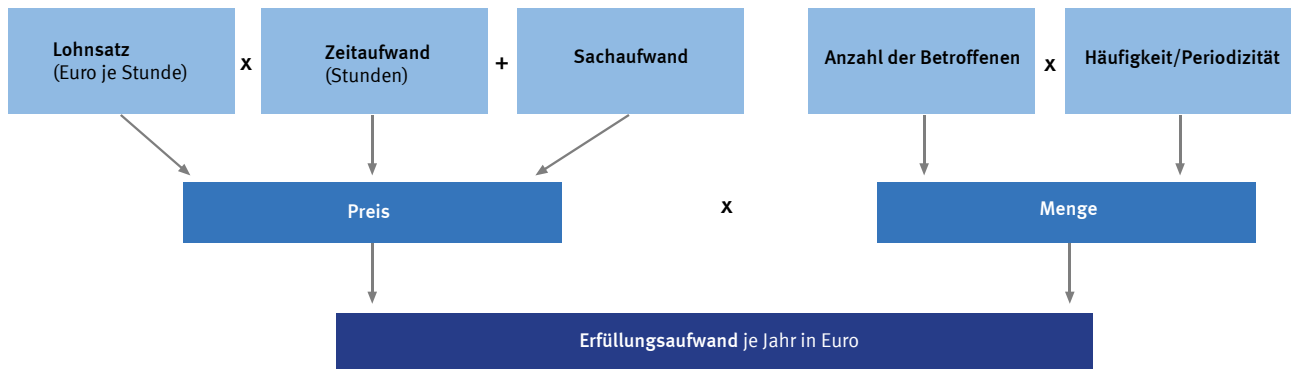 Lohnsatz
(Euro je Stunde)
x
Zeitaufwand
(Stunden)
+
Sachaufwand
Anzahl der Betroffenen
x
Häufigkeit/Periodizität
Preis
x
Menge
Erfüllungsaufwand je Jahr in Euro